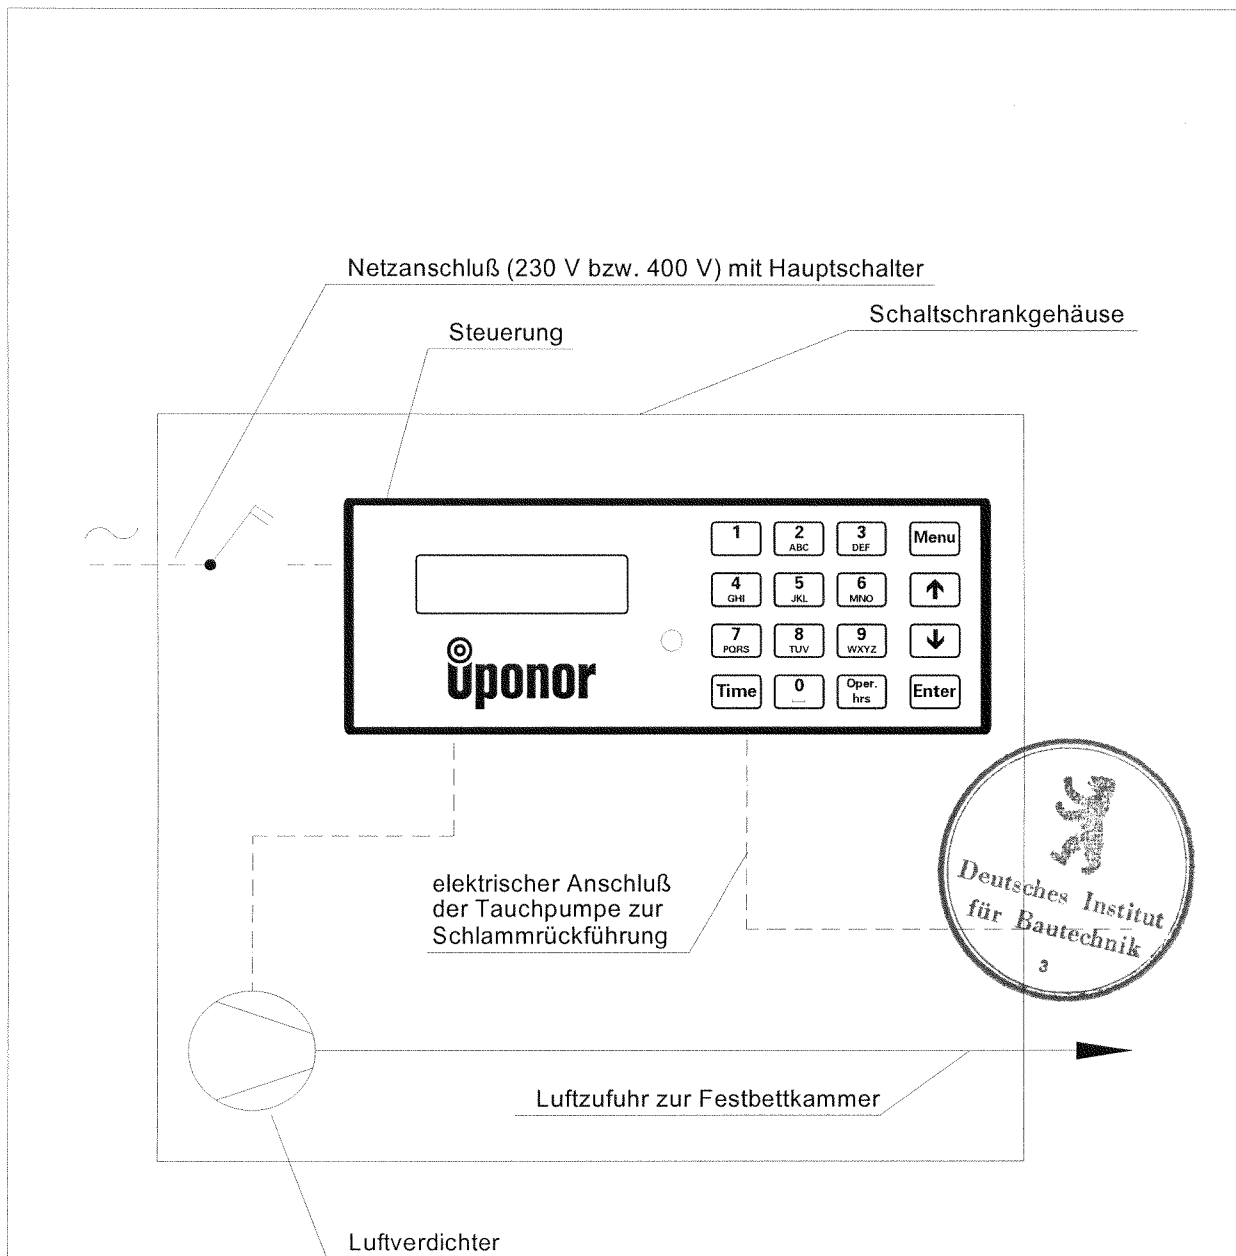 Netzanschluß (230 V bzw. 400 V) mit Hauptschalter
Schaltschrankgehäuse
Steuerung
1
2
ABC
3
DEF
Menu
4
GHI
5
JKL
6
MNO
↑
7
PQRS
8
TUV
9
WXYZ
↓
Time
0
Oper.
hrs
Enter
uponor
elektrischer Anschluß
der Tauchpumpe zur
Schlammrückführung
Deutsches Institut
für Bautechnik
3
Luftzufuhr zur Festbettkammer
Luftverdichter